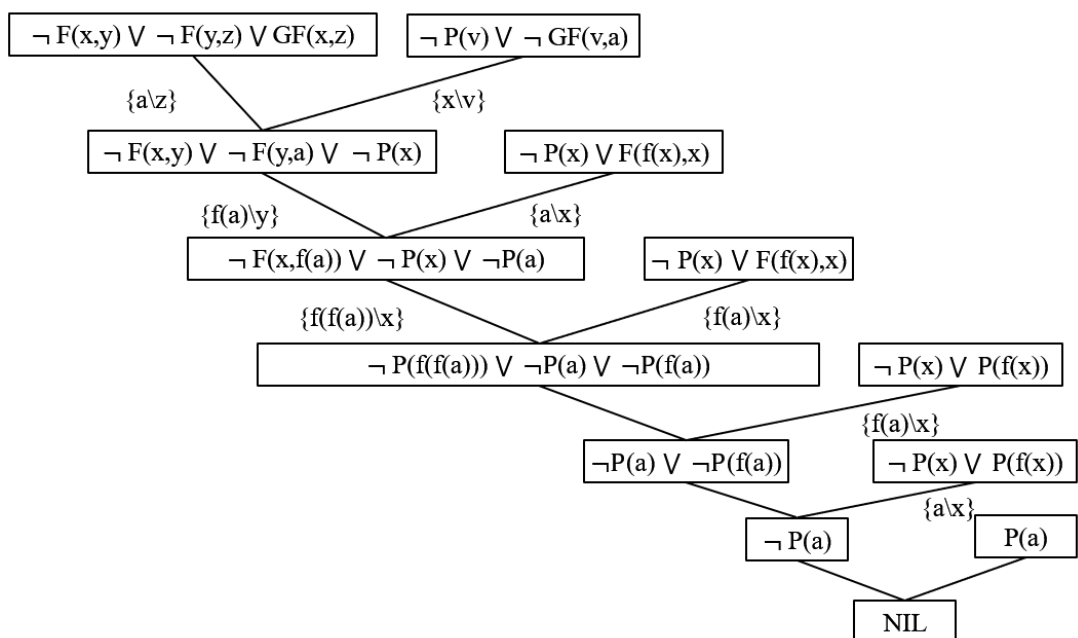 ¬ F(x,y) ⋁ ¬ F(y,z) ⋁ GF(x,z)
¬ P(v) ⋁ ¬ GF(v,a)
{a\z}
{x\v}
¬ F(x,y) ⋁ ¬ F(y,a) ⋁ ¬ P(x)
¬ P(x) ⋁ F(f(x),x)
{f(a)\y}
{a\x}
¬ F(x,f(a)) ⋁ ¬ P(x) ⋁ ¬P(a)
¬ P(x) ⋁ F(f(x),x)
{f(f(a))\x}
{f(a)\x}
¬ P(f(f(a))) ⋁ ¬P(a) ⋁ ¬P(f(a))
¬ P(x) ⋁ P(f(x))
{f(a)\x}
¬P(a) ⋁ ¬P(f(a))
¬ P(x) ⋁ P(f(x))
{a\x}
¬ P(a)
P(a)
NIL